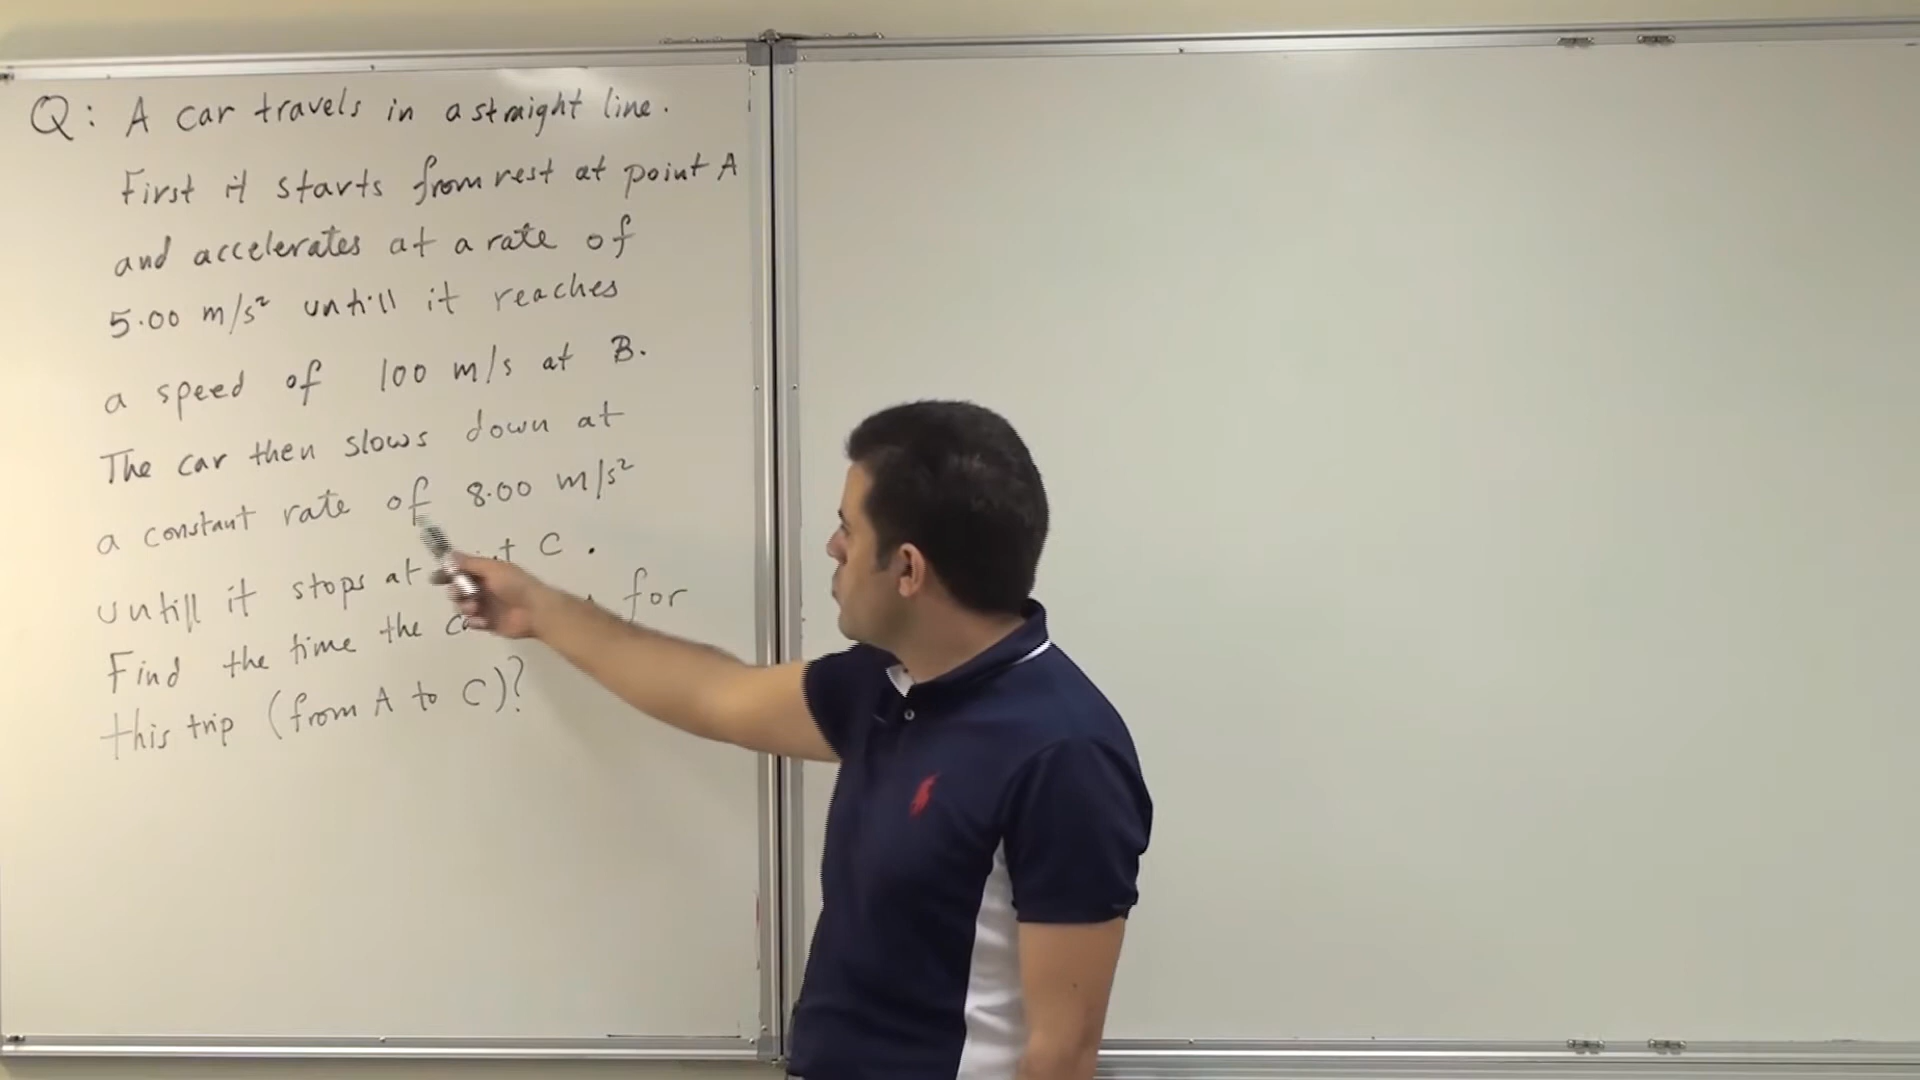 Q: A car travels in a straight line.
First it starts from rest at point A
and accelerates at a rate of
5.00 m/s² untill it reaches
a speed of 100 m/s at B.
The car then slows down at
a constant rate of 8.00 m/s²
untill it stops at C.
Find the time the for
this trip (from A to C)?